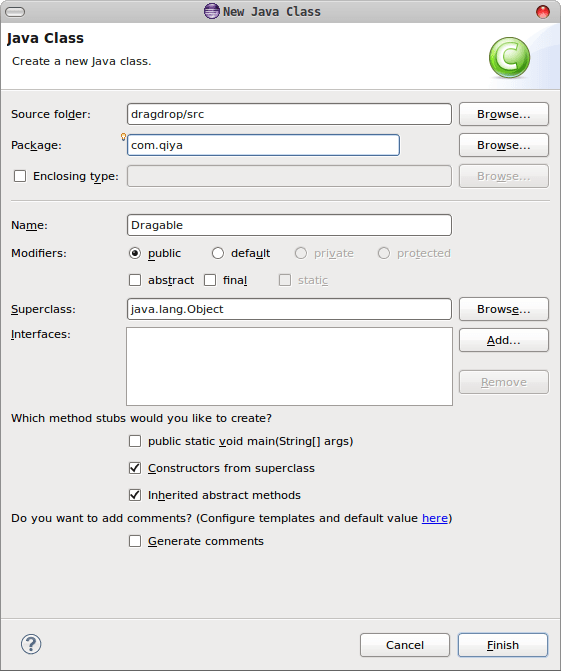 New Java Class
Java Class
Create a new Java class.
C
Source folder: dragdrop/src Browse...
Package: com.qiya Browse...
Enclosing type: Browse...
Name: Dragable
Modifiers: public default private protected
abstract final static
Superclass: java.lang.Object Browse...
Interfaces: Add...
Remove
Which method stubs would you like to create?
public static void main(String[] args)
Constructors from superclass
Inherited abstract methods
Do you want to add comments? (Configure templates and default value here)
Generate comments
? Cancel Finish